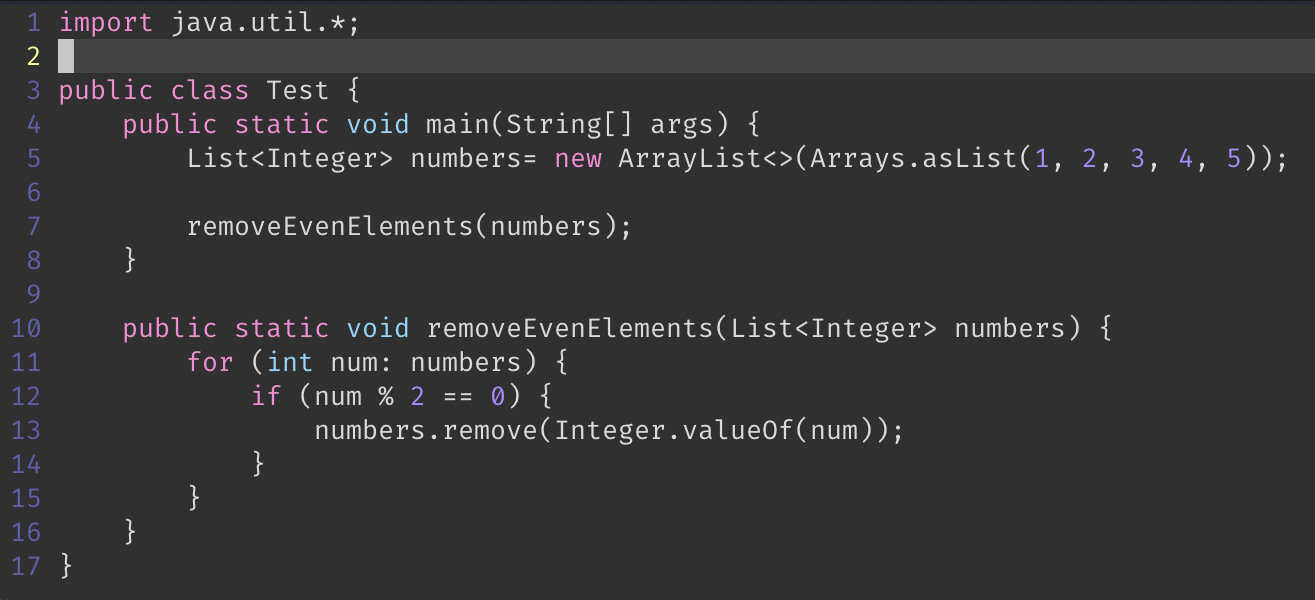 1 import java.util.*;
2
3 public class Test {
4     public static void main(String[] args) {
5         List<Integer> numbers= new ArrayList<>(Arrays.asList(1, 2, 3, 4, 5));
6
7         removeEvenElements(numbers);
8     }
9
10     public static void removeEvenElements(List<Integer> numbers) {
11         for (int num: numbers) {
12             if (num % 2 == 0) {
13                 numbers.remove(Integer.valueOf(num));
14             }
15         }
16     }
17 }